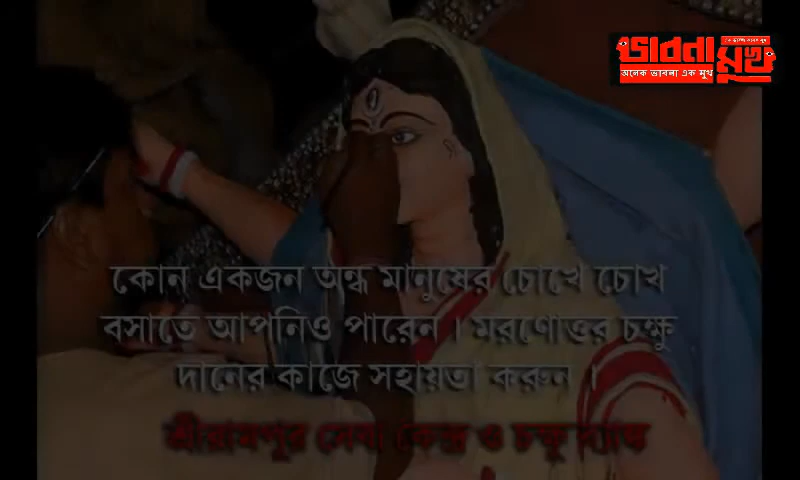 ভাবনা
মুখ
অনেক ভাবনা এক মুখ
কোন একজন অন্ধ মানুষের চোখে চোখ
বসাতে আপনিও পারেন । মরণোত্তর চক্ষু
দানের কাজে সহায়তা করুন ।
শ্রীরামপুর সেবা কেন্দ্র ও চক্ষু ব্যাঙ্ক